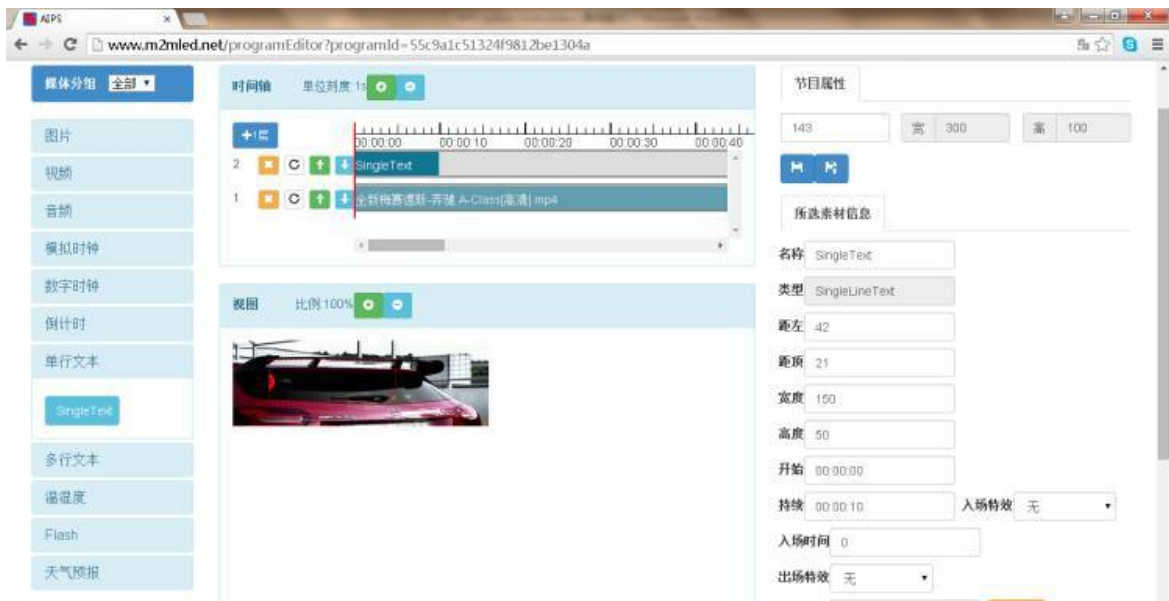 AIPS
www.m2mled.net/programEditor?programId=55c9a1c51324f9812be1304a
媒体分组 全部
图片
视频
音频
模拟时钟
数字时钟
倒计时
单行文本
SingleText
多行文本
温湿度
Flash
天气预报
时间轴 单位刻度:1s
+1层
00:00:00 00:00:10 00:00:20 00:00:30 00:00:40
2 SingleText
1 全新梅赛德斯-奔驰 A-Class[高清].mp4
视图 比例:100%
节目属性
143 宽 300 高 100
所选素材信息
名称 SingleText
类型 SingleLineText
距左 42
距顶 21
宽度 150
高度 50
开始 00:00:00
持续 00:00:10 入场特效 无
入场时间 0
出场特效 无